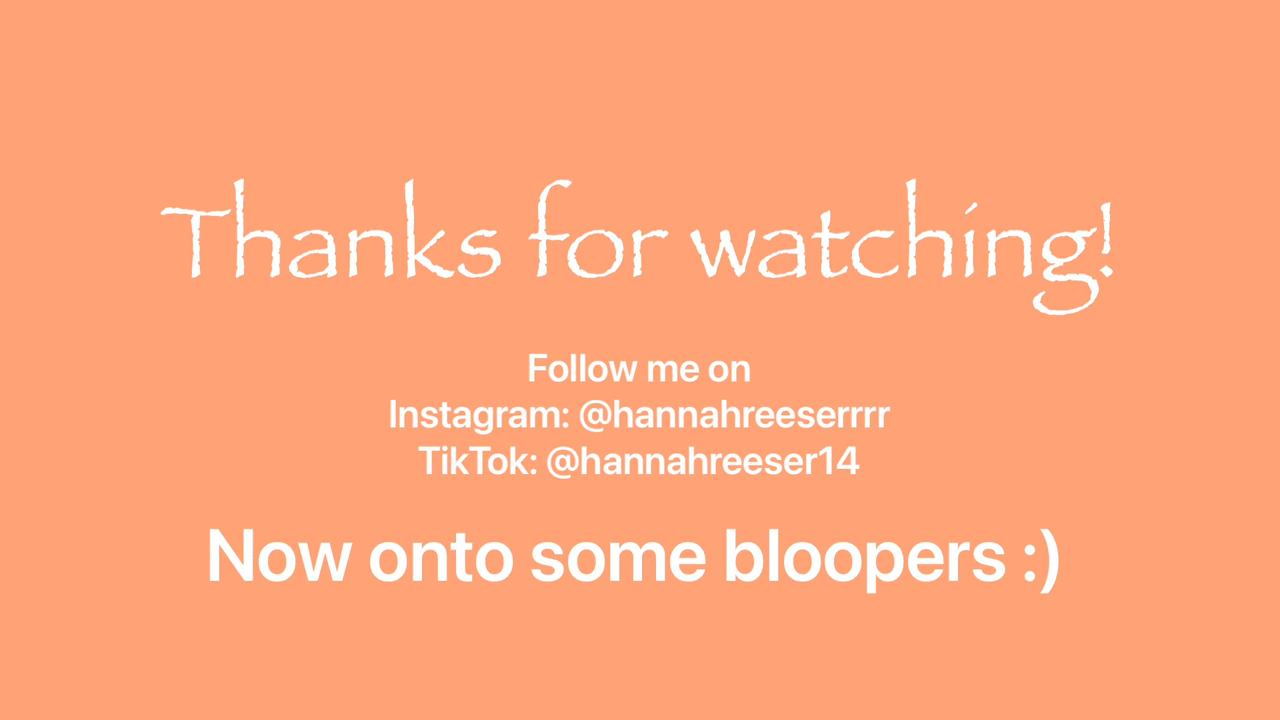 Thanks for watching!
Follow me on
Instagram: @hannahreeserrrr
TikTok: @hannahreeser14
Now onto some bloopers :)